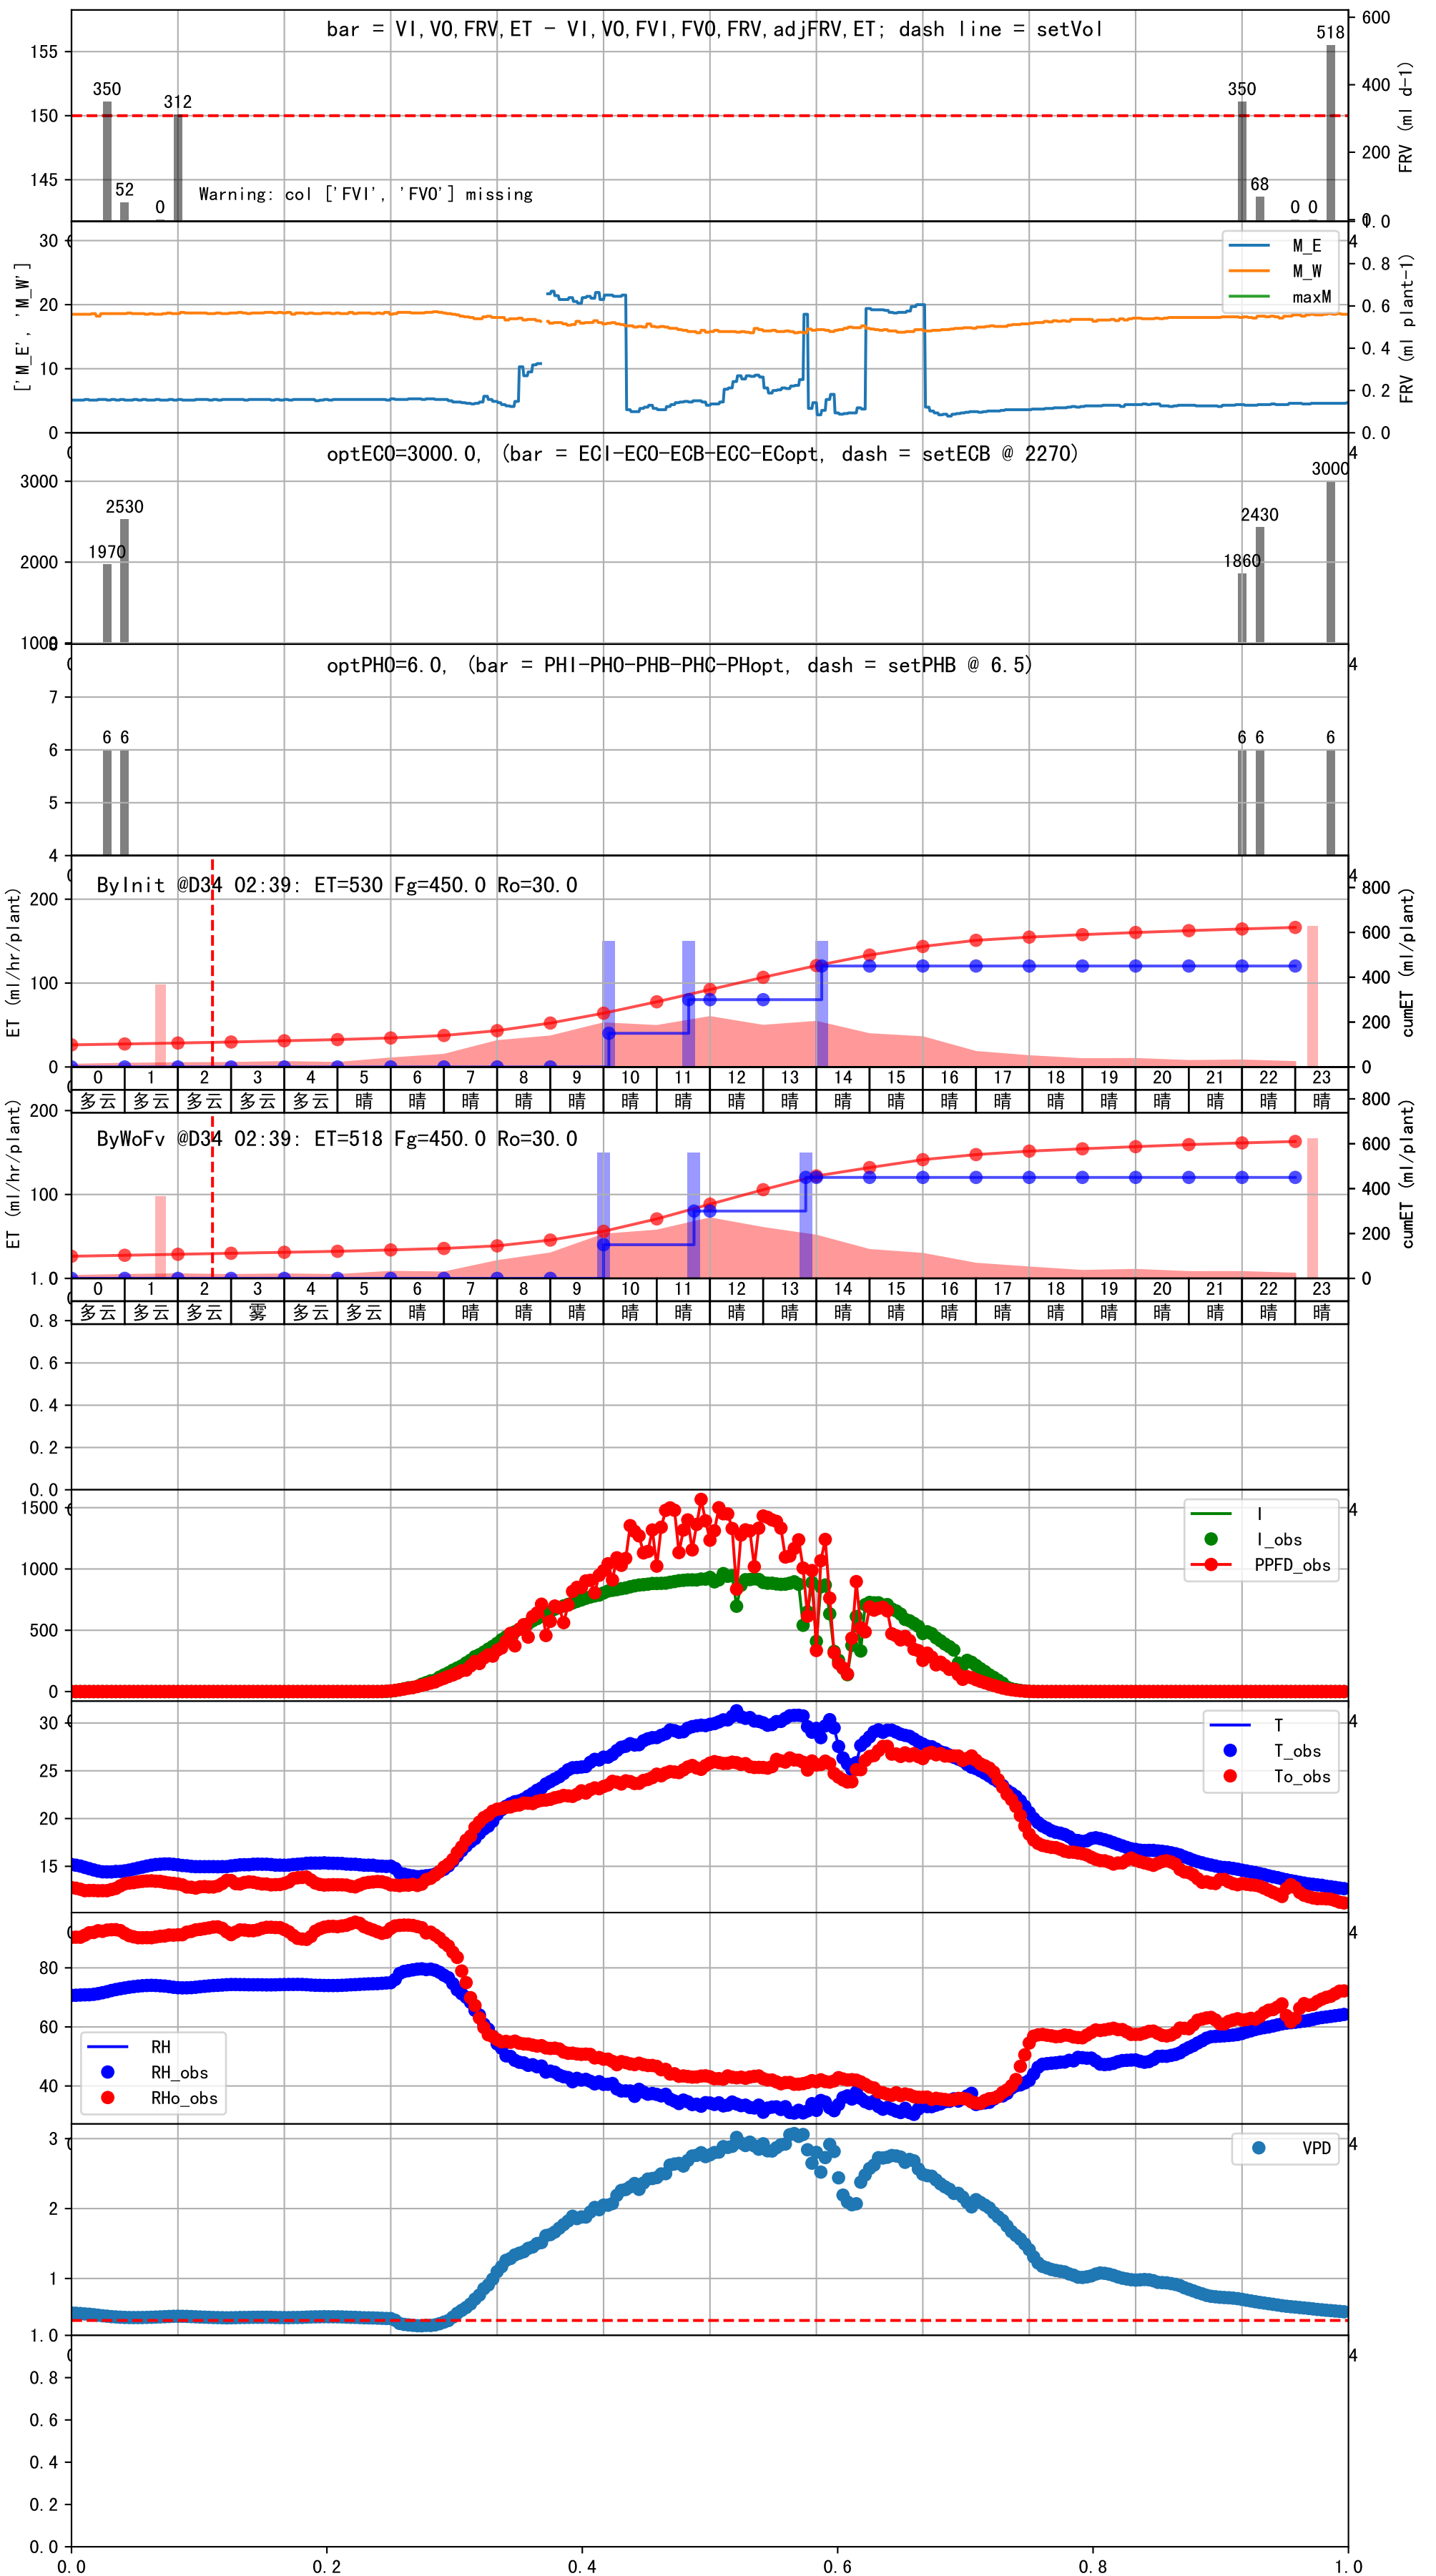 bar = VI,VO,FRV,ET - VI,VO,FVI,FVO,FRV,adjFRV,ET; dash line = setVol
155
150
145
350
52
0
312
350
68
0
0
518
Warning: col ['FVI', 'FVO'] missing
600
400
200
0
FRV (ml d-1)
30
20
10
0
['M_E', 'M_W']
M_E
M_W
maxM
1.0
0.8
0.6
0.4
0.2
0.0
FRV (ml plant-1)
optECO=3000.0, (bar = ECI-ECO-ECB-ECC-ECopt, dash = setECB @ 2270)
3000
2000
1000
1970
2530
1860
2430
3000
optPHO=6.0, (bar = PHI-PHO-PHB-PHC-PHopt, dash = setPHB @ 6.5)
7
6
5
4
6 6
6 6
6
ByInit @D34 02:39: ET=530 Fg=450.0 Ro=30.0
200
100
0
ET (ml/hr/plant)
800
600
400
200
0
cumET (ml/plant)
0 1 2 3 4 5 6 7 8 9 10 11 12 13 14 15 16 17 18 19 20 21 22 23
多云 多云 多云 多云 多云 晴 晴 晴 晴 晴 晴 晴 晴 晴 晴 晴 晴 晴 晴 晴 晴 晴 晴 晴
ByWoFv @D34 02:39: ET=518 Fg=450.0 Ro=30.0
200
100
ET (ml/hr/plant)
800
600
400
200
0
cumET (ml/plant)
0 1 2 3 4 5 6 7 8 9 10 11 12 13 14 15 16 17 18 19 20 21 22 23
多云 多云 多云 雾 多云 多云 晴 晴 晴 晴 晴 晴 晴 晴 晴 晴 晴 晴 晴 晴 晴 晴 晴 晴
1.0
0.8
0.6
0.4
0.2
0.0
1500
1000
500
0
I
I_obs
PPFD_obs
30
25
20
15
T
T_obs
To_obs
80
60
40
RH
RH_obs
RHo_obs
3
2
1
VPD
1.0
0.8
0.6
0.4
0.2
0.0
0.0 0.2 0.4 0.6 0.8 1.0